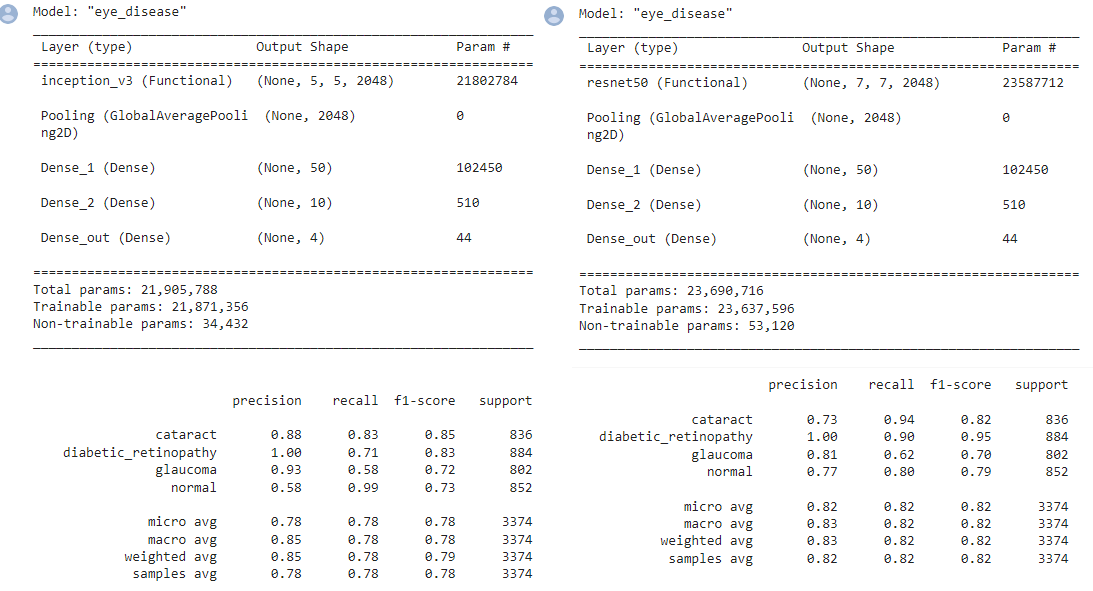 Model: "eye_disease"
Layer (type) Output Shape Param #
inception_v3 (Functional) (None, 5, 5, 2048) 21802784
Pooling (GlobalAveragePooli (None, 2048) 0
ng2D)
Dense_1 (Dense) (None, 50) 102450
Dense_2 (Dense) (None, 10) 510
Dense_out (Dense) (None, 4) 44
Total params: 21,905,788
Trainable params: 21,871,356
Non-trainable params: 34,432
precision recall f1-score support
cataract 0.88 0.83 0.85 836
diabetic_retinopathy 1.00 0.71 0.83 884
glaucoma 0.93 0.58 0.72 802
normal 0.58 0.99 0.73 852
micro avg 0.78 0.78 0.78 3374
macro avg 0.85 0.78 0.78 3374
weighted avg 0.85 0.78 0.79 3374
samples avg 0.78 0.78 0.78 3374
Model: "eye_disease"
Layer (type) Output Shape Param #
resnet50 (Functional) (None, 7, 7, 2048) 23587712
Pooling (GlobalAveragePooli (None, 2048) 0
ng2D)
Dense_1 (Dense) (None, 50) 102450
Dense_2 (Dense) (None, 10) 510
Dense_out (Dense) (None, 4) 44
Total params: 23,690,716
Trainable params: 23,637,596
Non-trainable params: 53,120
precision recall f1-score support
cataract 0.73 0.94 0.82 836
diabetic_retinopathy 1.00 0.90 0.95 884
glaucoma 0.81 0.62 0.70 802
normal 0.77 0.80 0.79 852
micro avg 0.82 0.82 0.82 3374
macro avg 0.83 0.82 0.82 3374
weighted avg 0.83 0.82 0.82 3374
samples avg 0.82 0.82 0.82 3374